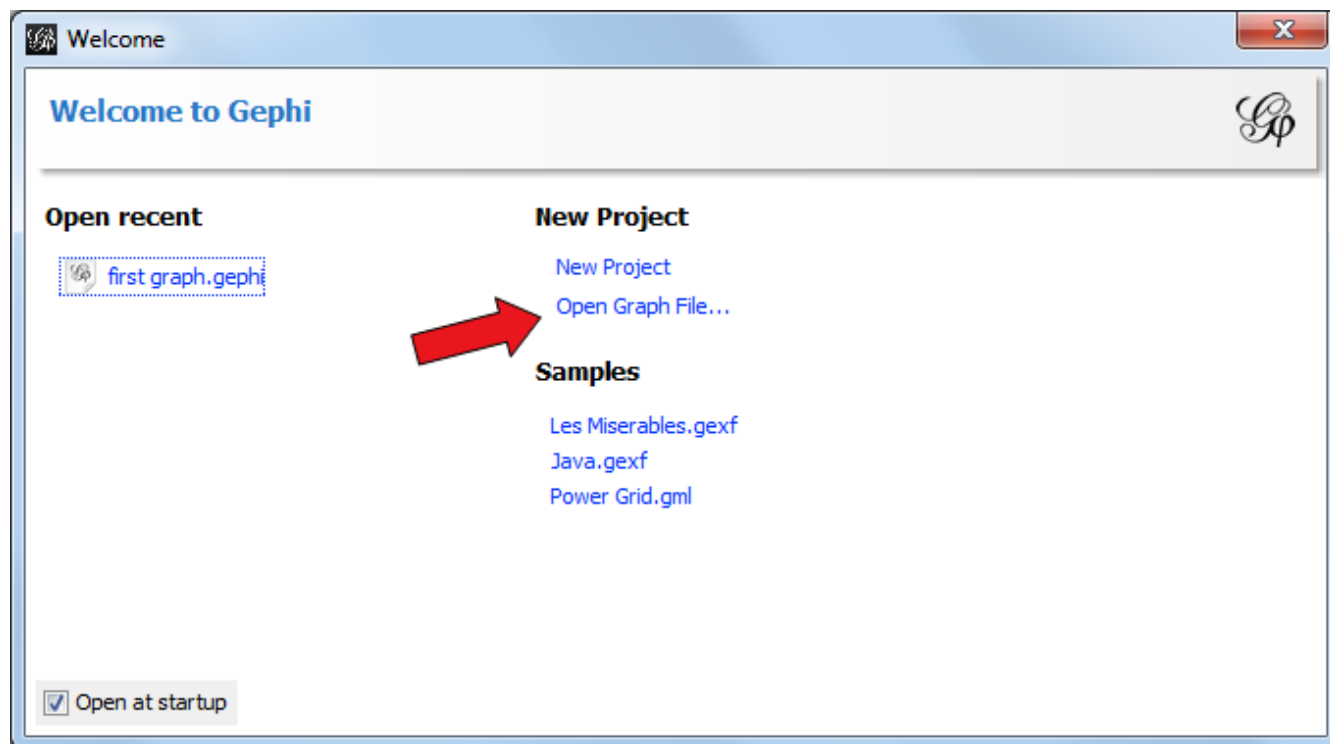 Welcome
Welcome to Gephi
Open recent
first graph.gephi
New Project
New Project
Open Graph File...
Samples
Les Miserables.gexf
Java.gexf
Power Grid.gml
Open at startup